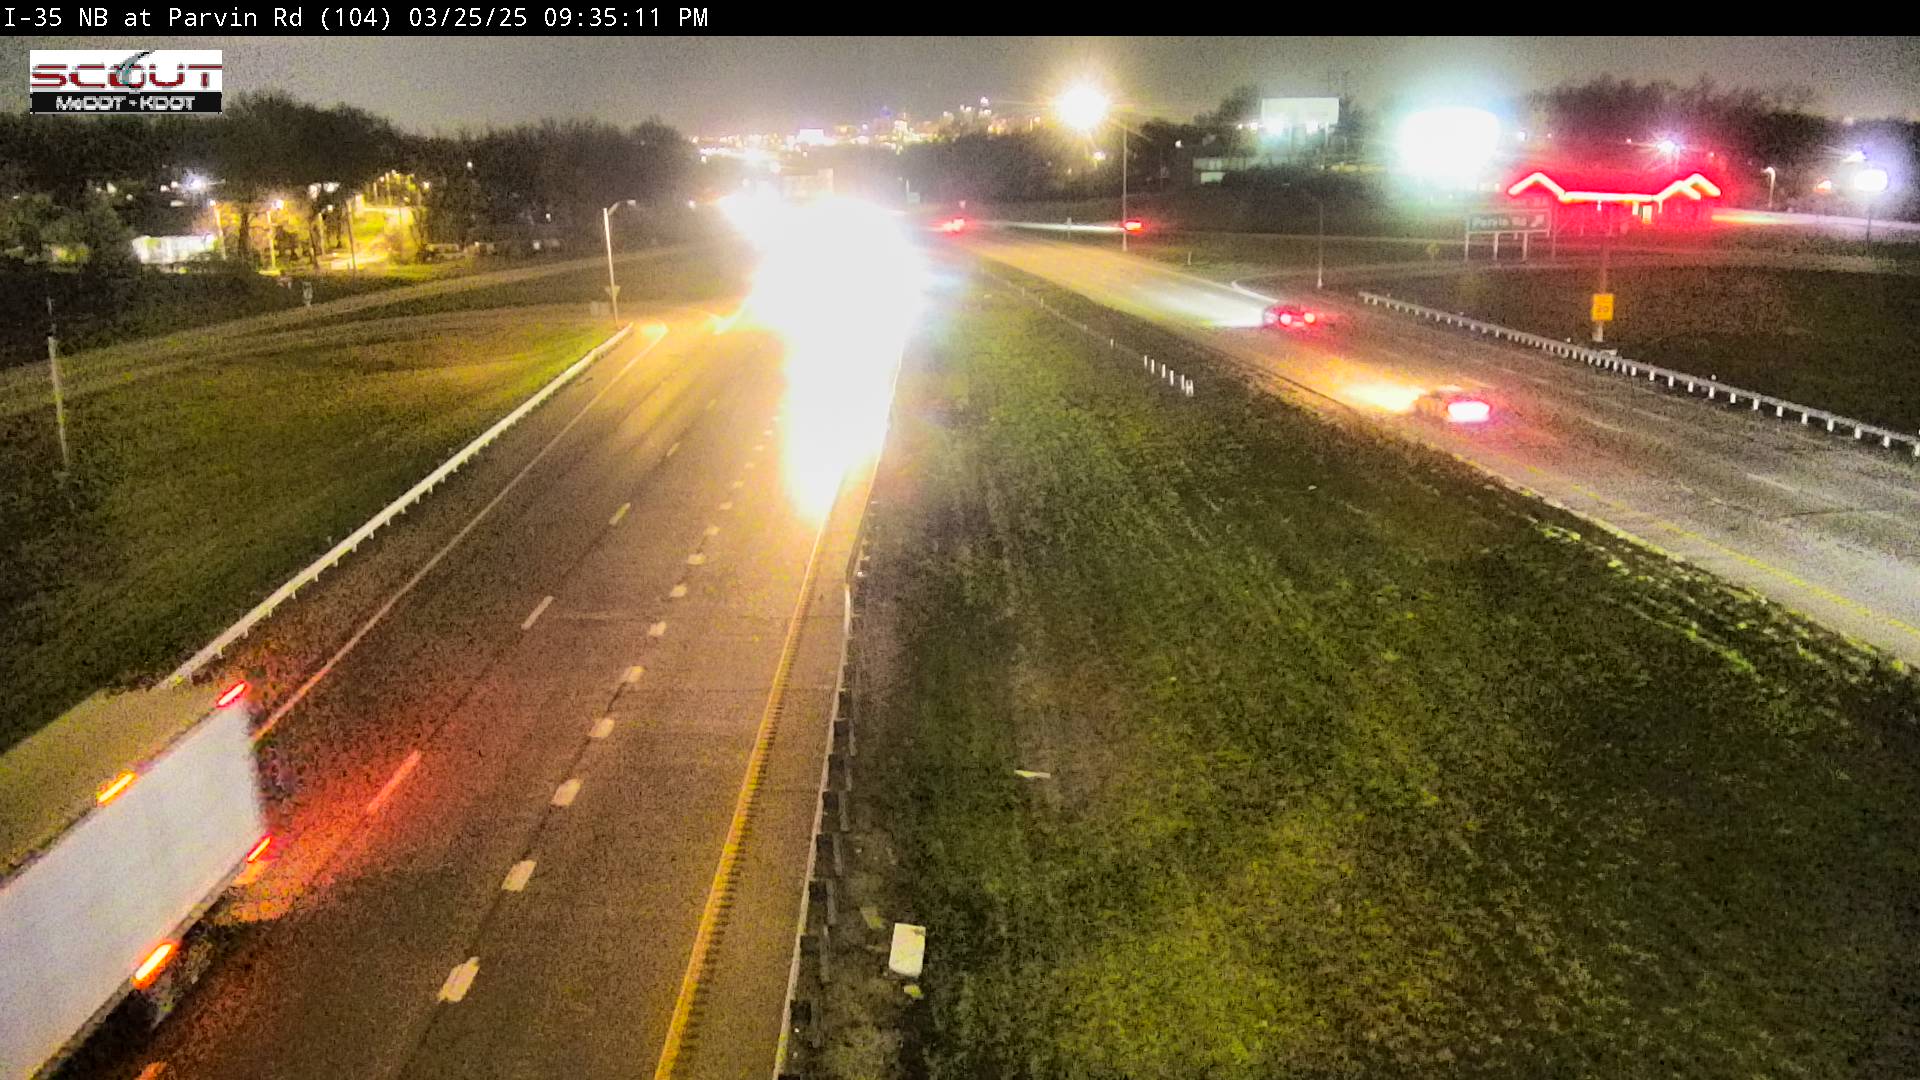 I-35 NB at Parvin Rd (104) 03/25/25 09:35:11 PM
SCOUT
MoDOT - KDOT
Parvin Rd